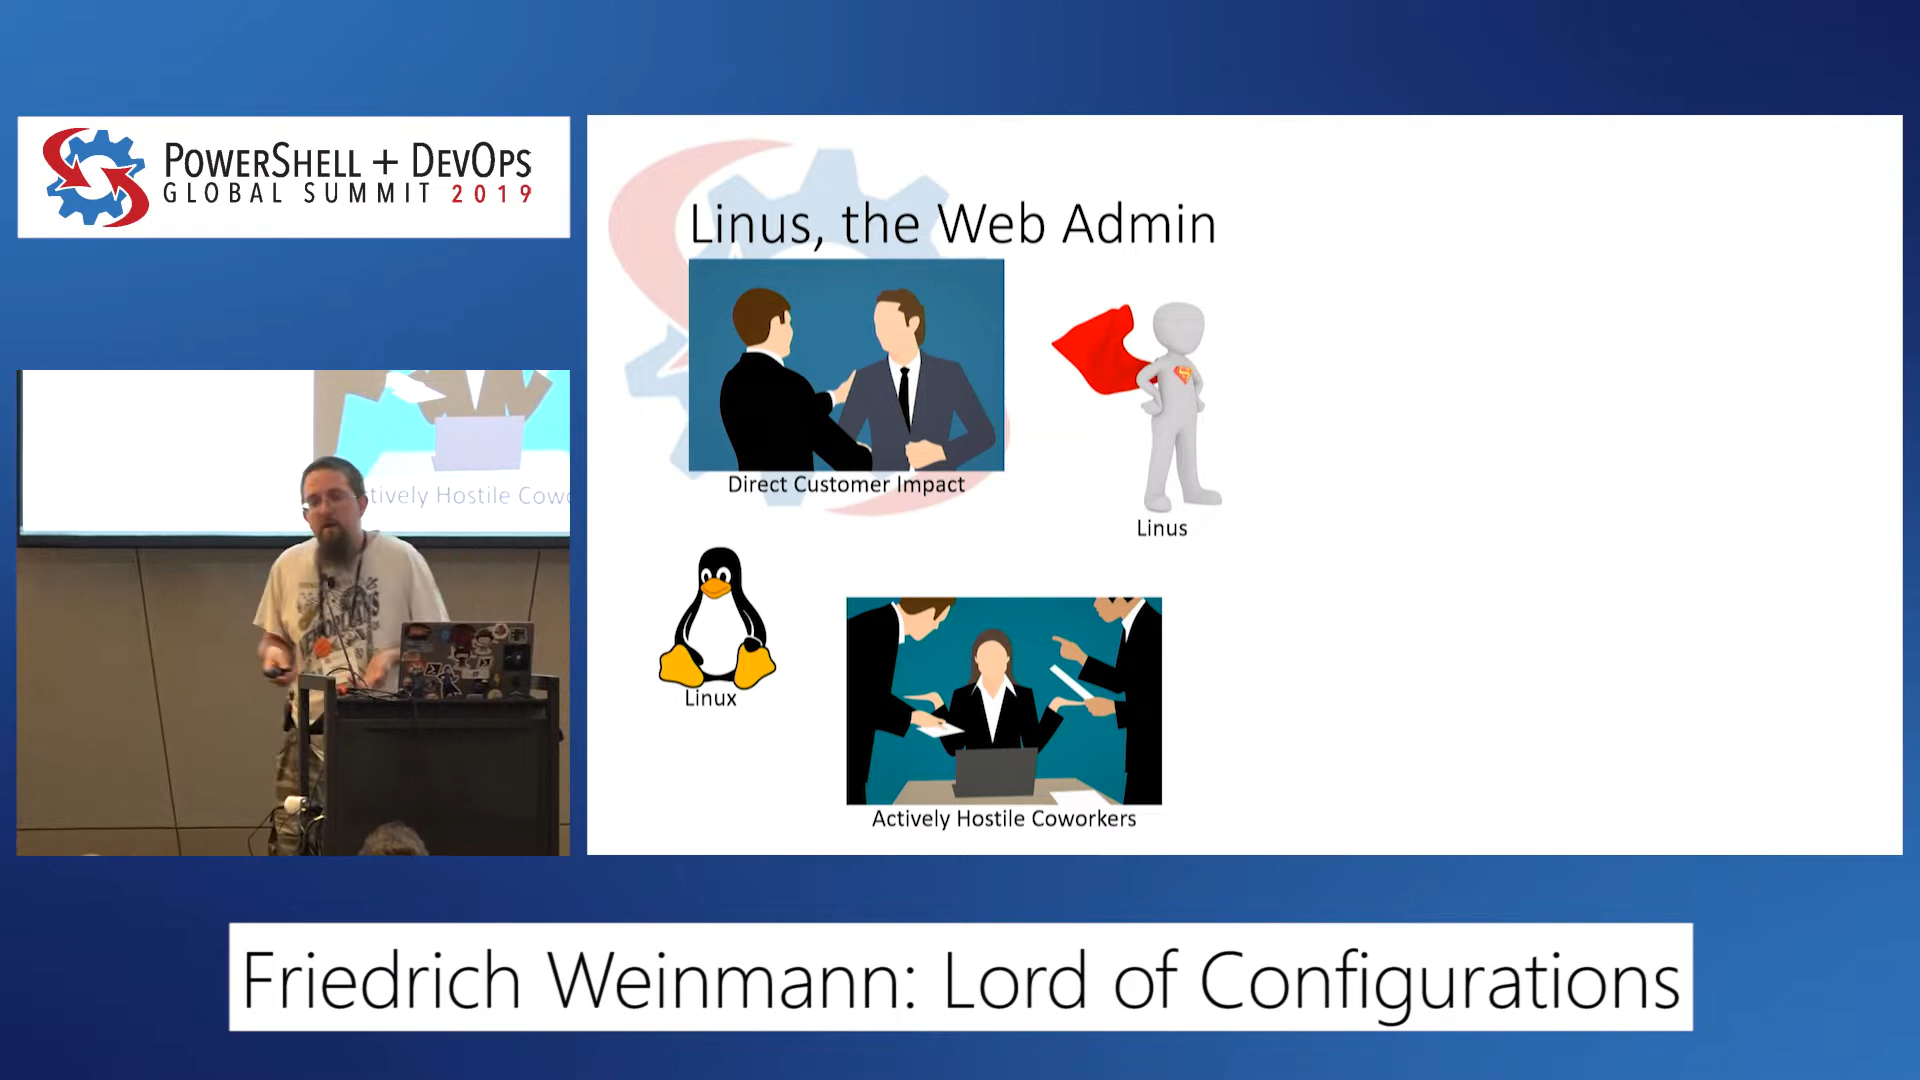 POWERSHELL + DEVOPS
GLOBAL SUMMIT 2019
Linus, the Web Admin
Direct Customer Impact
Linus
Linux
Actively Hostile Coworkers
tively Hostile Cowo
Friedrich Weinmann: Lord of Configurations